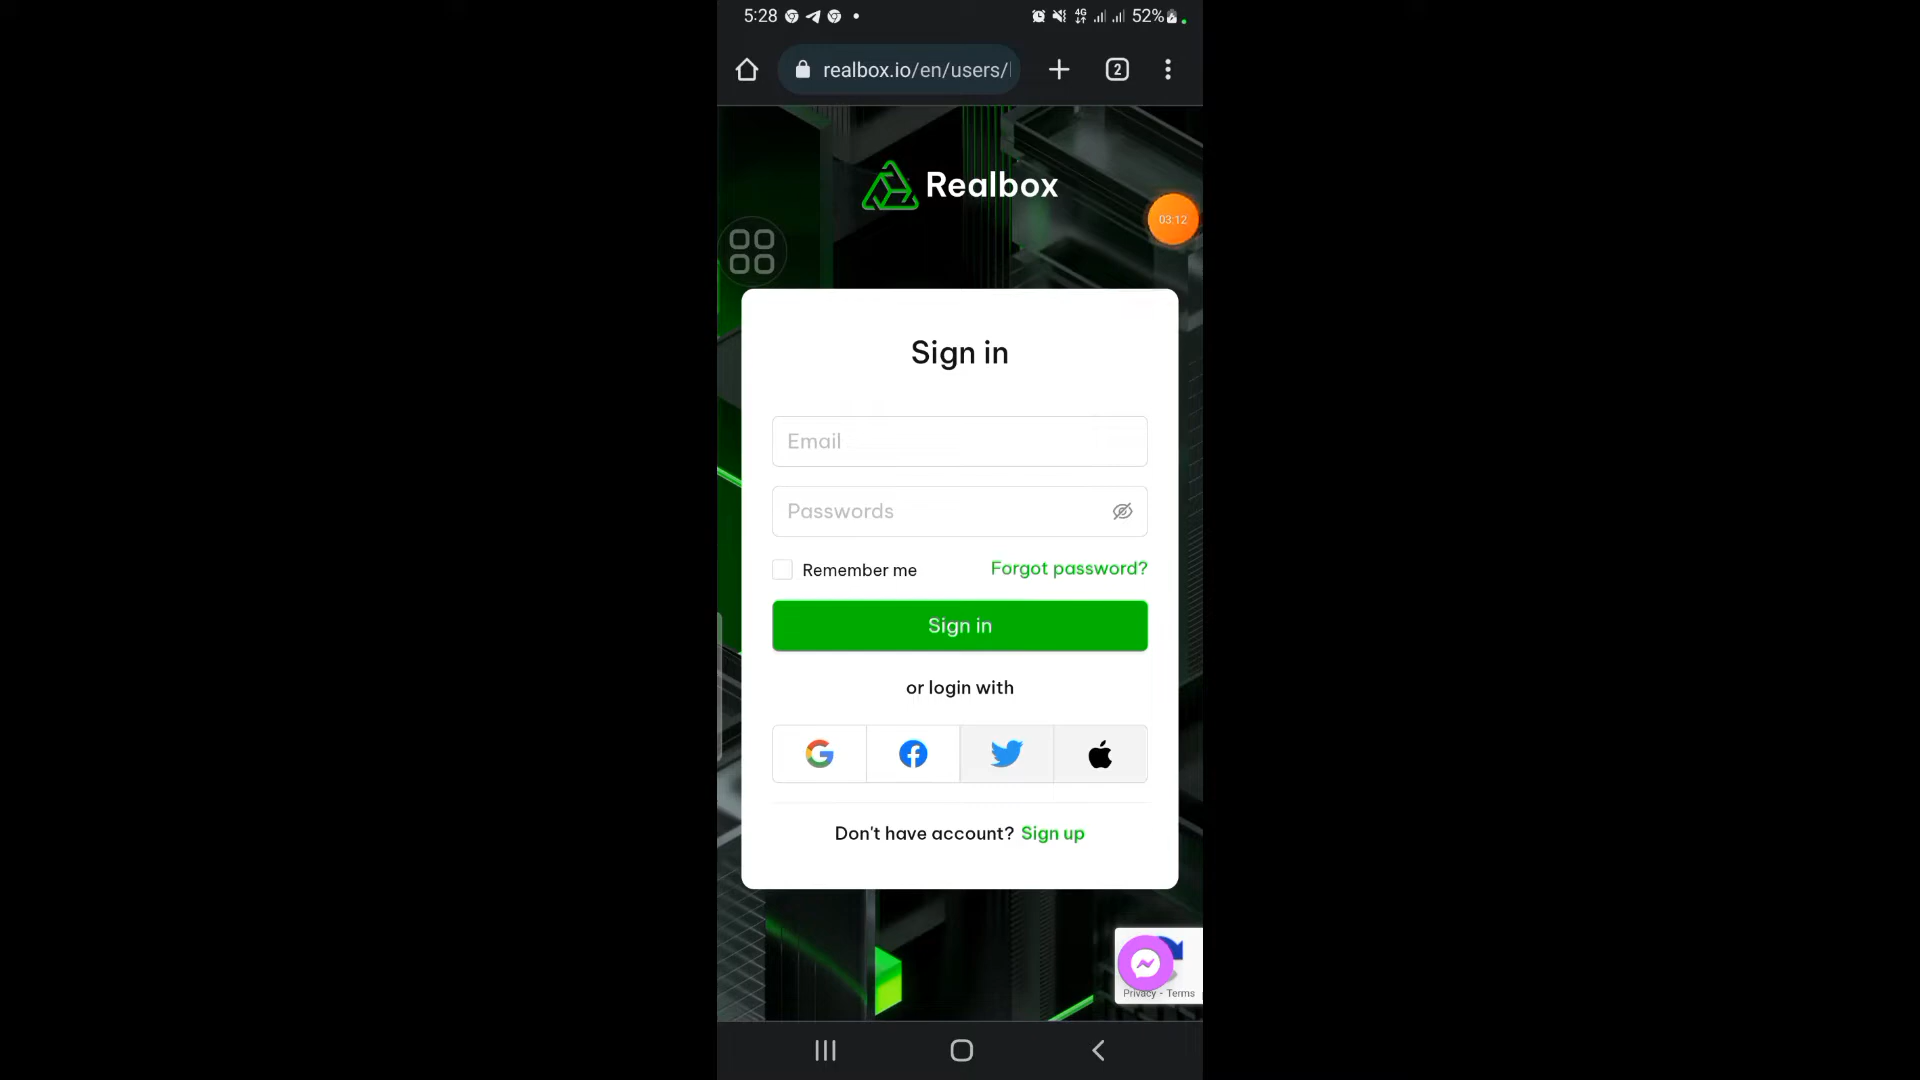 5:28
4G
52%
realbox.io/en/users/
2
Realbox
03:12
Sign in
Email
Passwords
Remember me
Forgot password?
Sign in
or login with
Don't have account? Sign up
Privacy - Terms